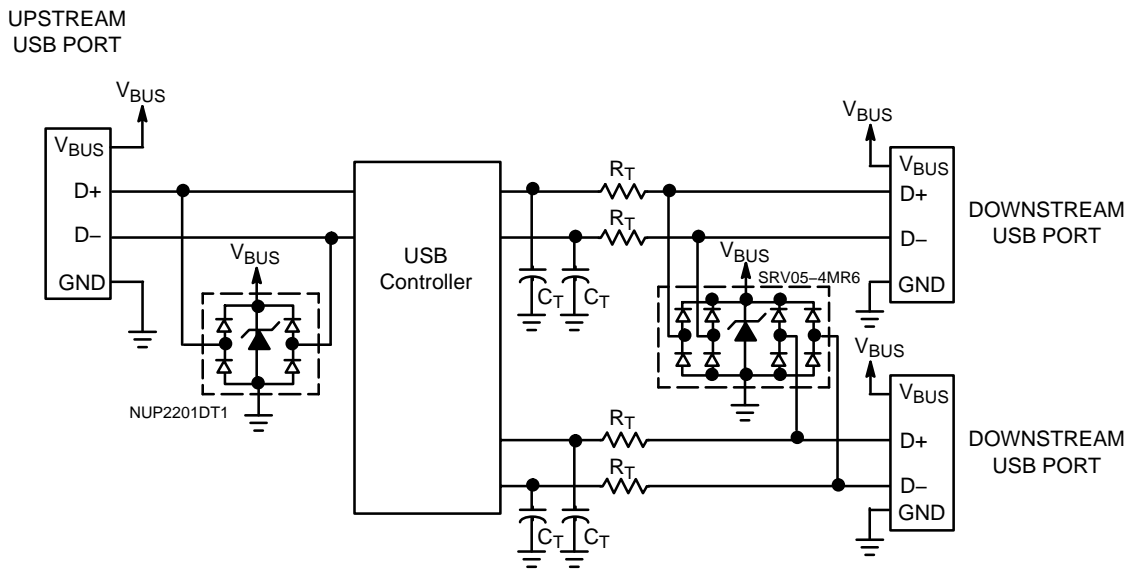 UPSTREAM
USB PORT
VBUS
VBUS
D+
D−
GND
VBUS
NUP2201DT1
USB
Controller
RT
RT
CT
CT
VBUS
SRV05−4MR6
VBUS
VBUS
D+
D−
GND
DOWNSTREAM
USB PORT
RT
RT
CT
CT
VBUS
VBUS
D+
D−
GND
DOWNSTREAM
USB PORT